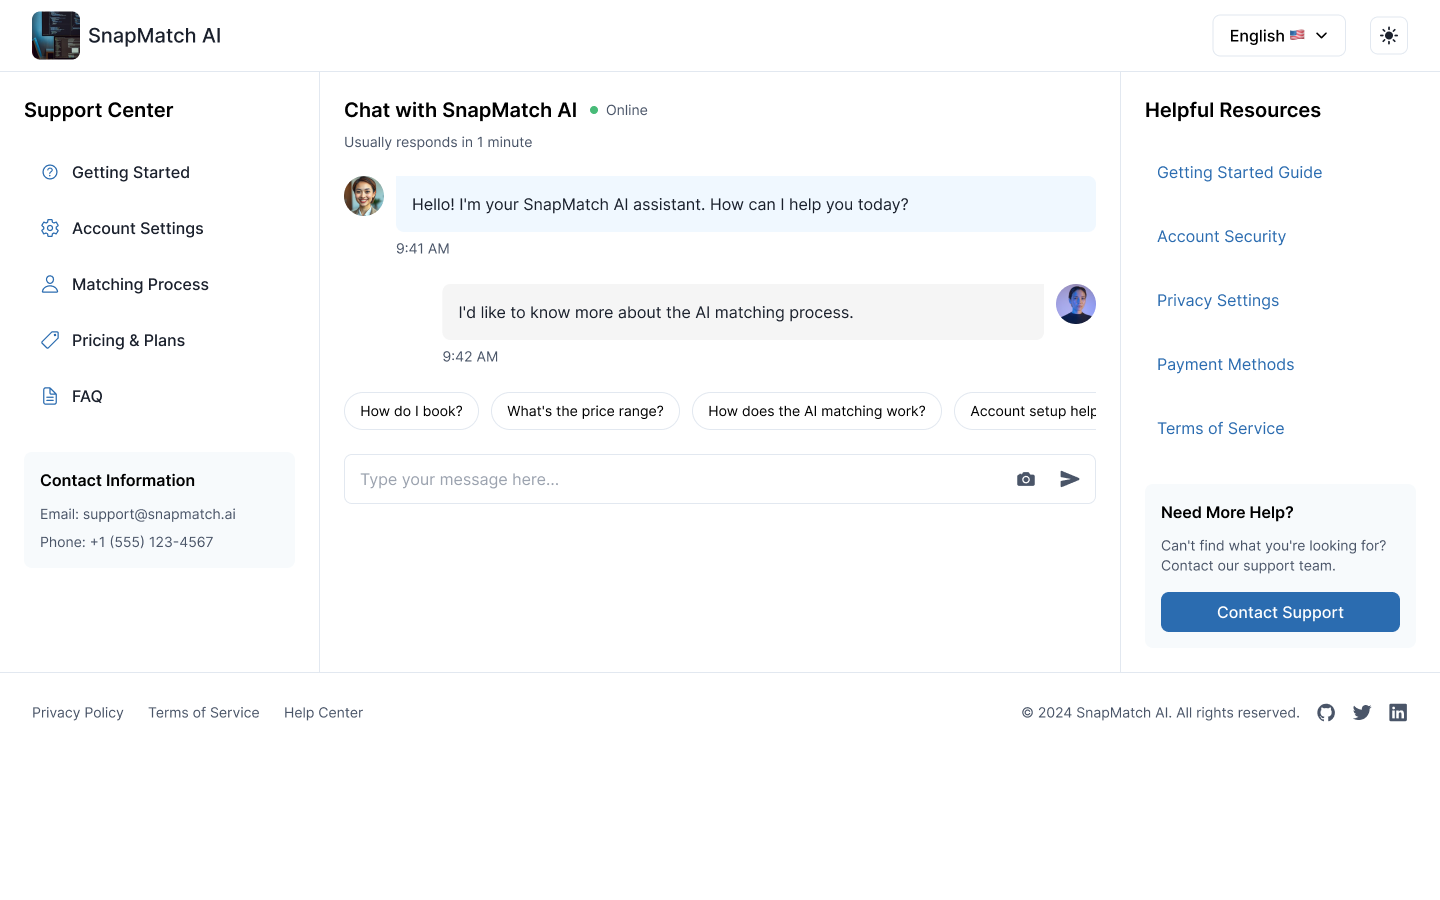 SnapMatch AI
English 🇺🇸
Support Center
Getting Started
Account Settings
Matching Process
Pricing & Plans
FAQ
Contact Information
Email: support@snapmatch.ai
Phone: +1 (555) 123-4567
Chat with SnapMatch AI
Online
Usually responds in 1 minute
Hello! I'm your SnapMatch AI assistant. How can I help you today?
9:41 AM
I'd like to know more about the AI matching process.
9:42 AM
How do I book?
What's the price range?
How does the AI matching work?
Account setup help
Type your message here...
Helpful Resources
Getting Started Guide
Account Security
Privacy Settings
Payment Methods
Terms of Service
Need More Help?
Can't find what you're looking for?
Contact our support team.
Contact Support
Privacy Policy
Terms of Service
Help Center
© 2024 SnapMatch AI. All rights reserved.